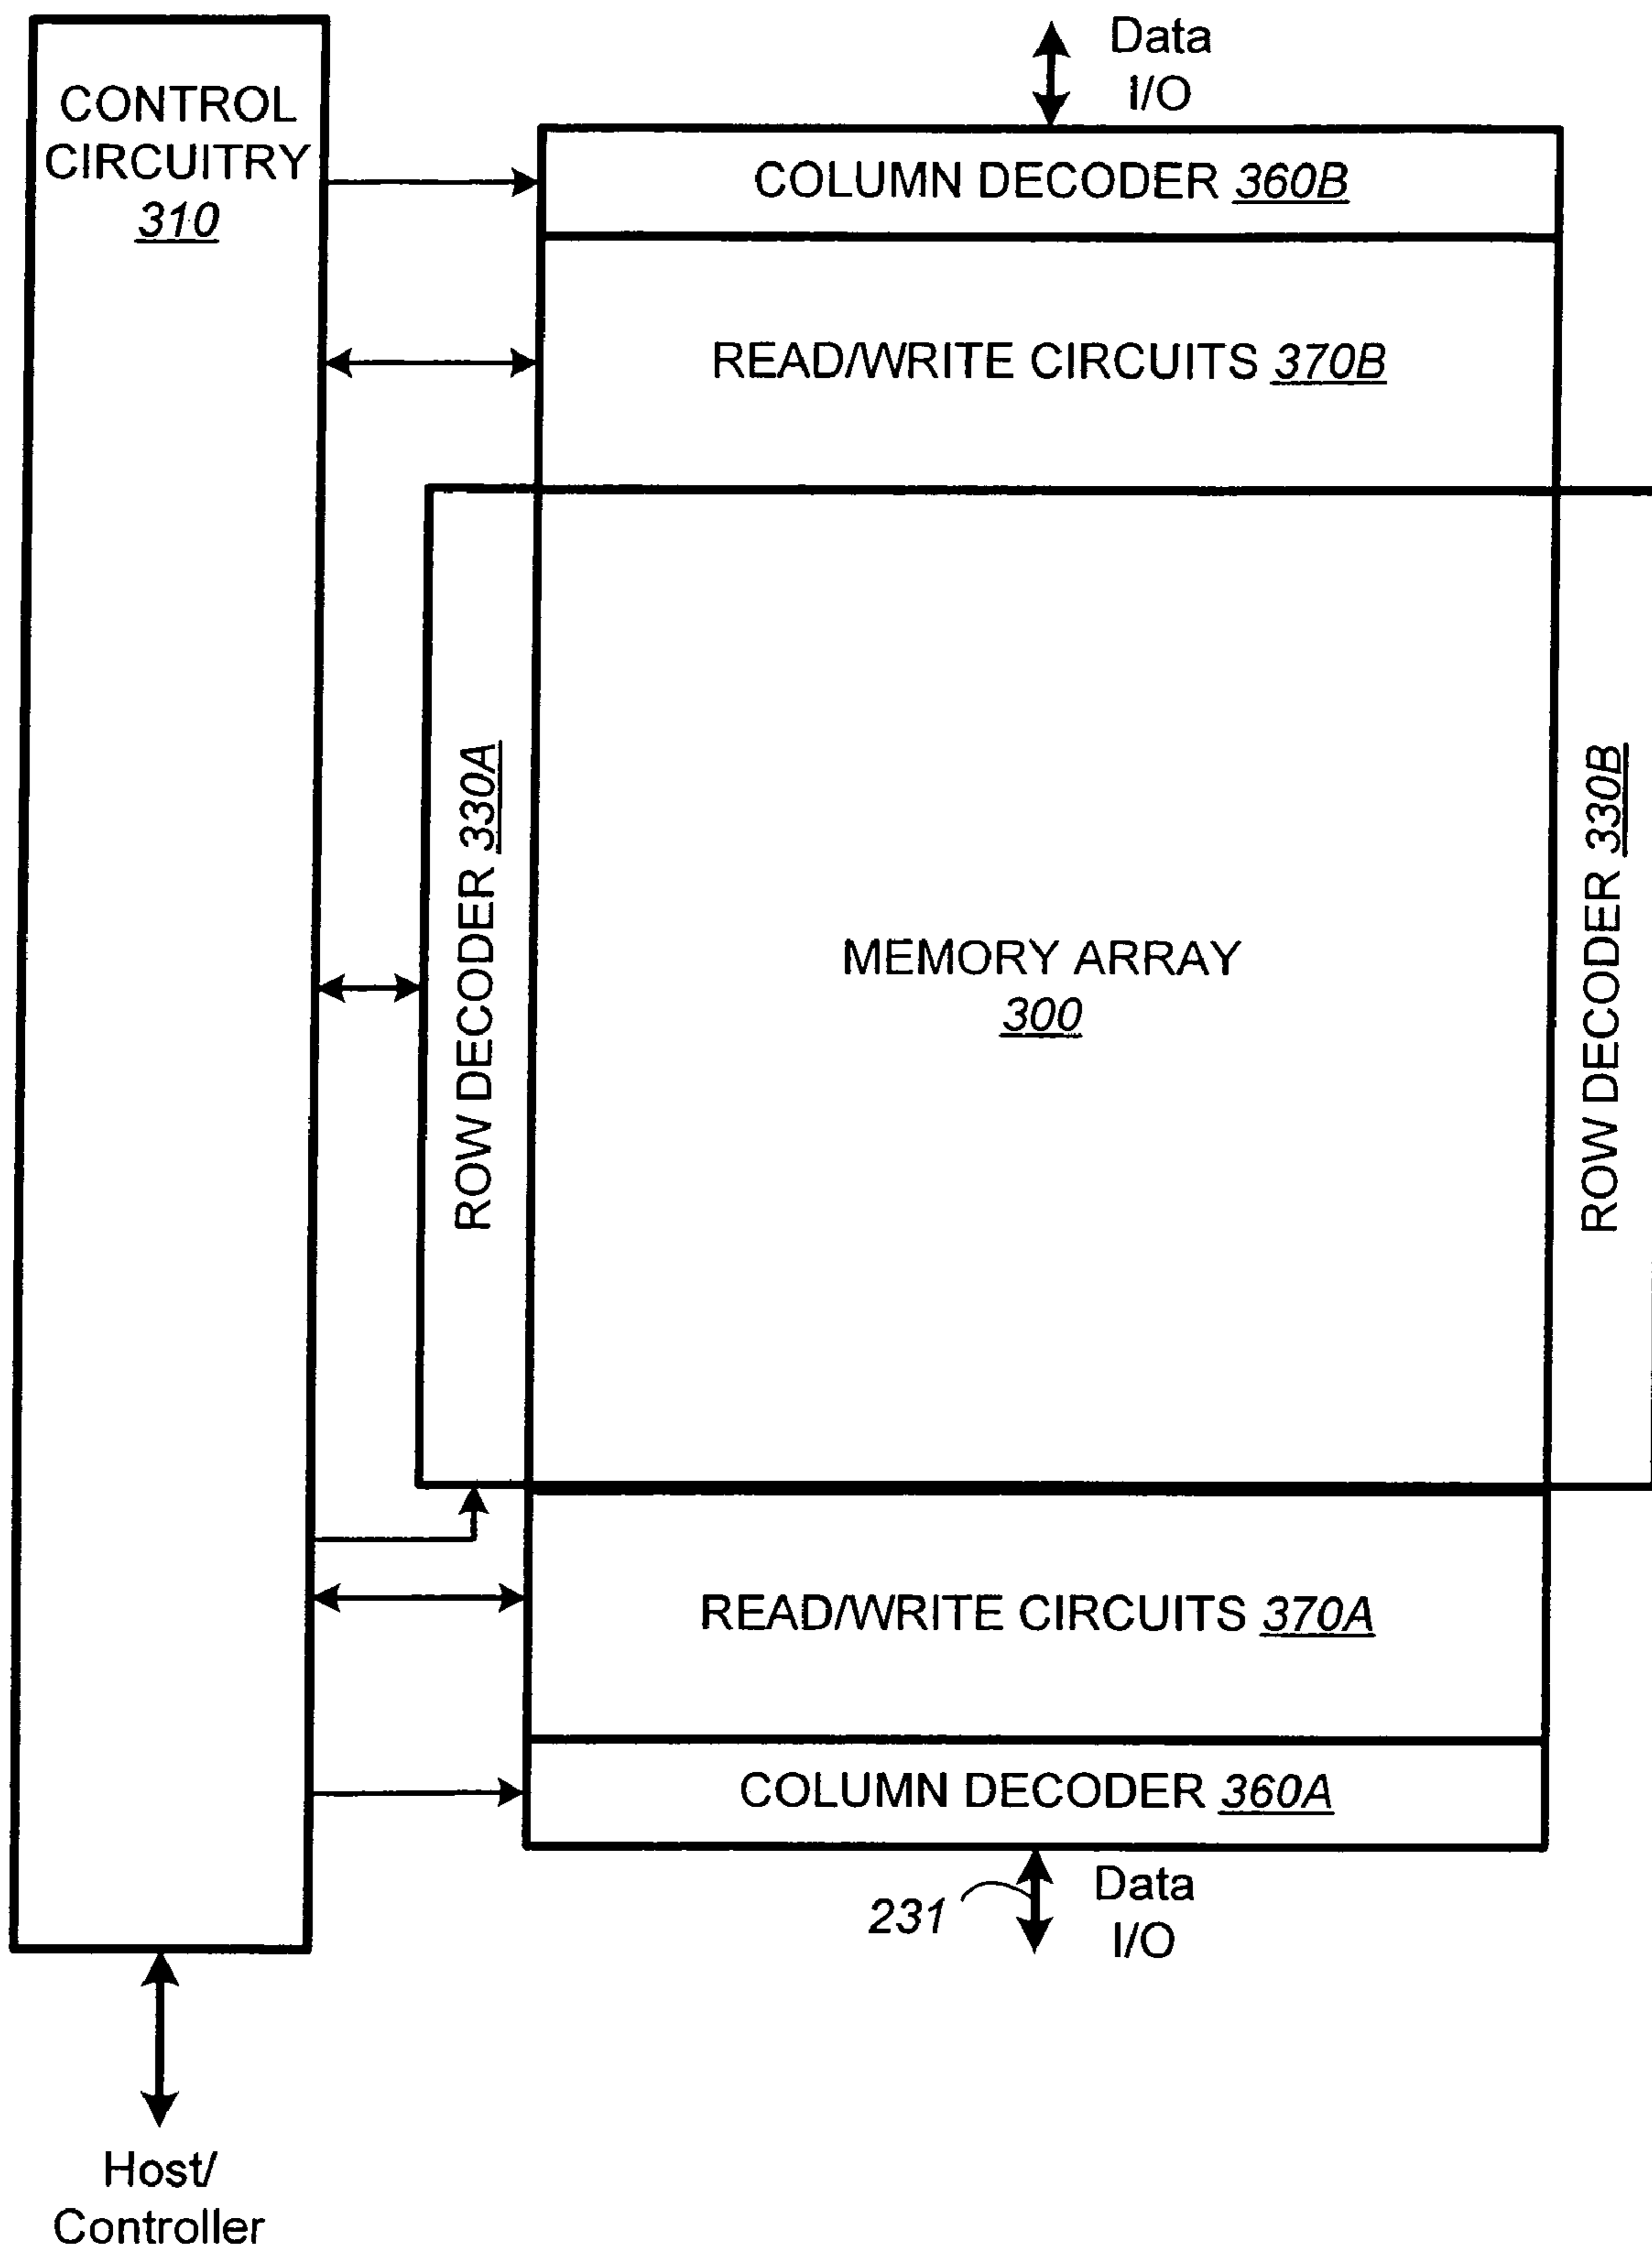 CONTROL
CIRCUITRY
310
Data
I/O
COLUMN DECODER 360B
READ/WRITE CIRCUITS 370B
ROW DECODER 330A
MEMORY ARRAY
300
ROW DECODER 330B
READ/WRITE CIRCUITS 370A
COLUMN DECODER 360A
231
Data
I/O
Host/
Controller